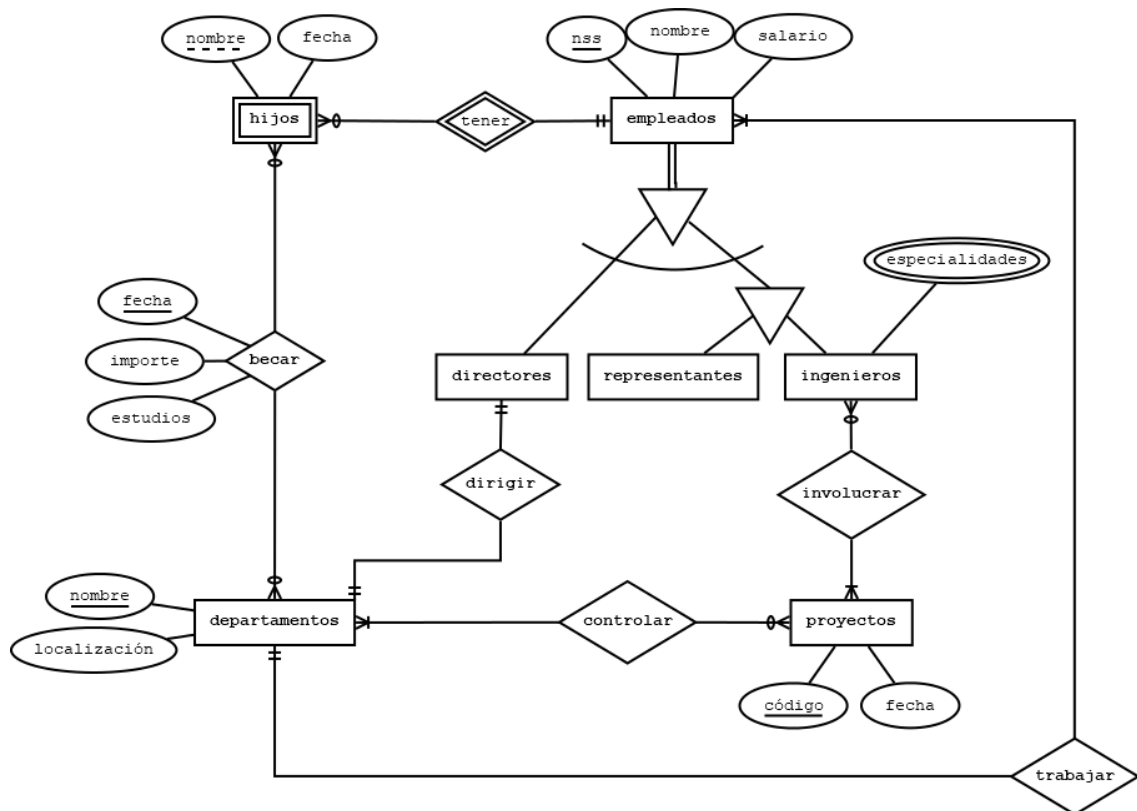 nombre
fecha
nss
nombre
salario
hijos
tener
empleados
especialidades
fecha
importe
estudios
becar
directores
representantes
ingenieros
dirigir
involucrar
nombre
localización
departamentos
controlar
proyectos
código
fecha
trabajar